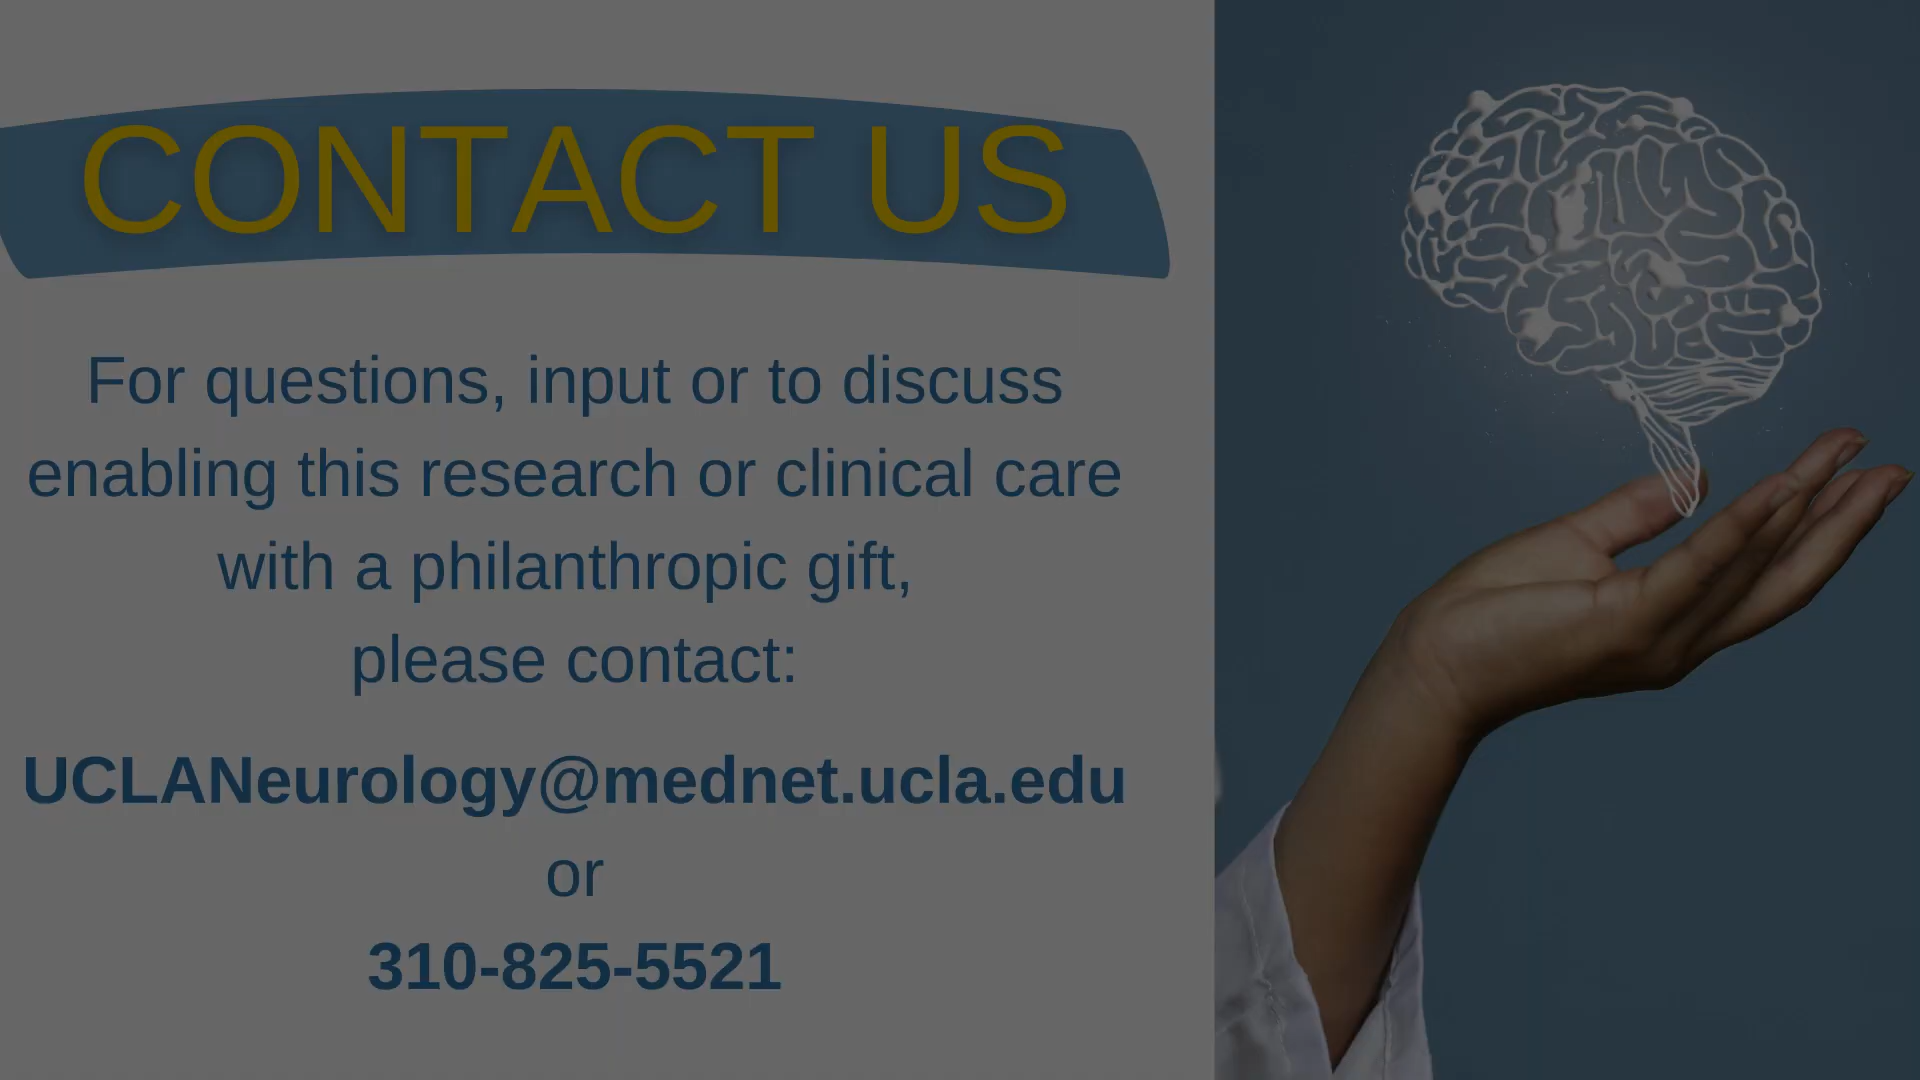 CONTACT US
For questions, input or to discuss
enabling this research or clinical care
with a philanthropic gift,
please contact:
UCLANeurology@mednet.ucla.edu
or
310-825-5521